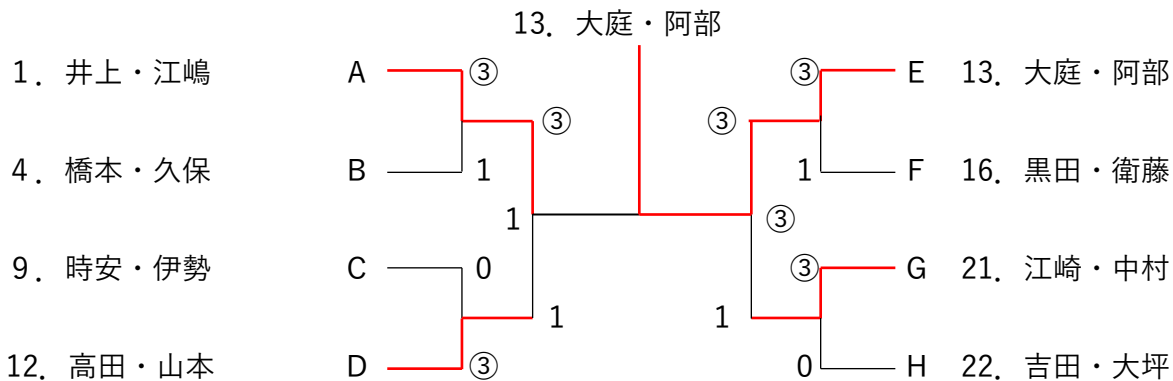 13. 大庭・阿部
1. 井上・江嶋 A ③ ③ E 13. 大庭・阿部
③ ③
4. 橋本・久保 B 1 1 F 16. 黒田・衛藤
1 ③
9. 時安・伊勢 C 0 ③ G 21. 江崎・中村
1 1
12. 高田・山本 D ③ 0 H 22. 吉田・大坪